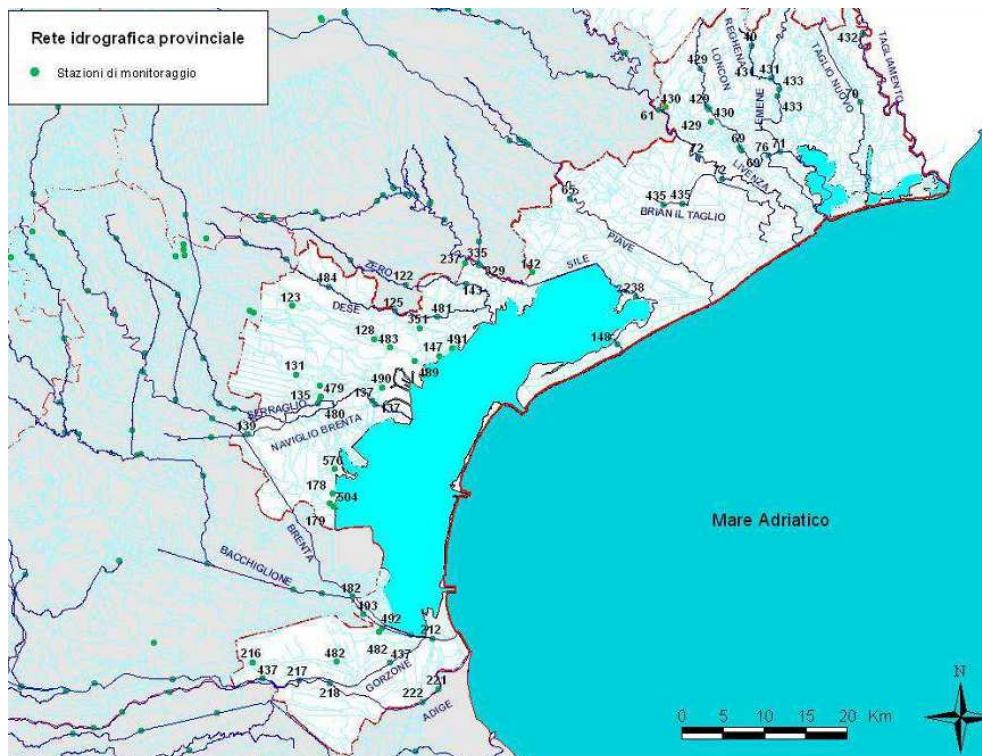 Rete idrografica provinciale
Stazioni di monitoraggio
REGHENA
LONCON
LEMENE
TAGLIO NUOVO
TAGLIAMENTO
40
432
429
431
431
433
433
70
61
430
429
430
429
69
69
76
71
72
72
LIVENZA
65
435
435
BRIAN IL TAGLIO
PIAVE
SILE
237
335
329
142
143
ZERO
122
484
DESE
125
481
351
123
238
148
128
483
147
491
489
131
479
135
490
137
137
480
SERRAGLIO
139
NAVIGLIO BRENTA
576
178
504
179
BRENTA
BACCHIGLIONE
Mare Adriatico
182
193
492
212
216
482
482
437
437
217
218
GORZONE
221
222
ADIGE
N
0 5 10 15 20 Km